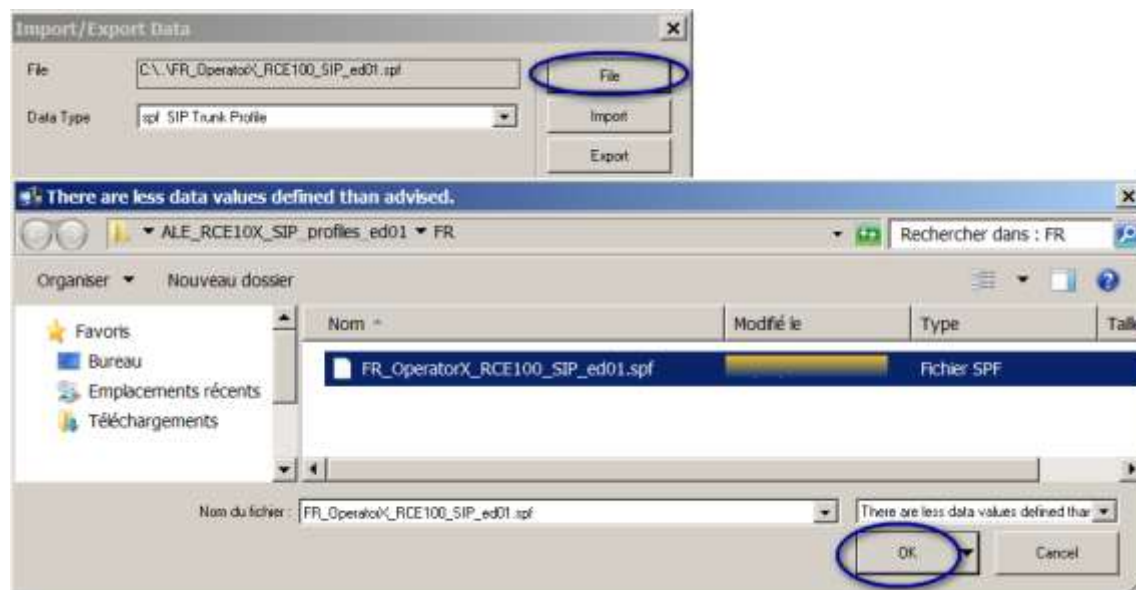 Import/Export Data
File C:\..\FR_OperatorX_RCE100_SIP_ed01.spf File
Data Type spf SIP Trunk Profile Import
Export
There are less data values defined than advised.
ALE_RCE10X_SIP_profiles_ed01 FR Rechercher dans : FR
Organiser Nouveau dossier
Favoris
Bureau
Emplacements récents
Téléchargements
Nom Modifié le Type Taill
FR_OperatorX_RCE100_SIP_ed01.spf Fichier SPF
Nom du fichier : FR_OperatorX_RCE100_SIP_ed01.spf There are less data values defined than
OK Cancel